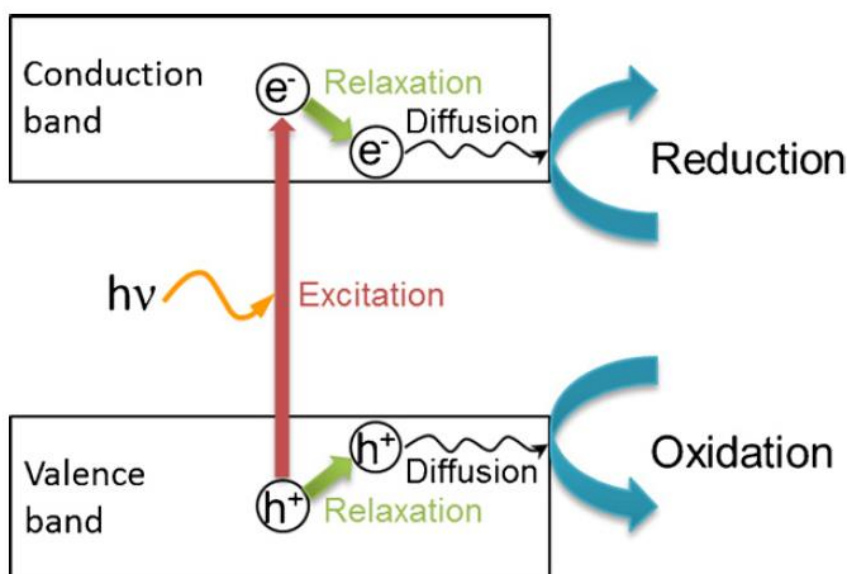 Conduction
band
e⁻
Relaxation
e⁻
Diffusion
Reduction
hν
Excitation
Valence
band
h⁺
Diffusion
h⁺
Relaxation
Oxidation